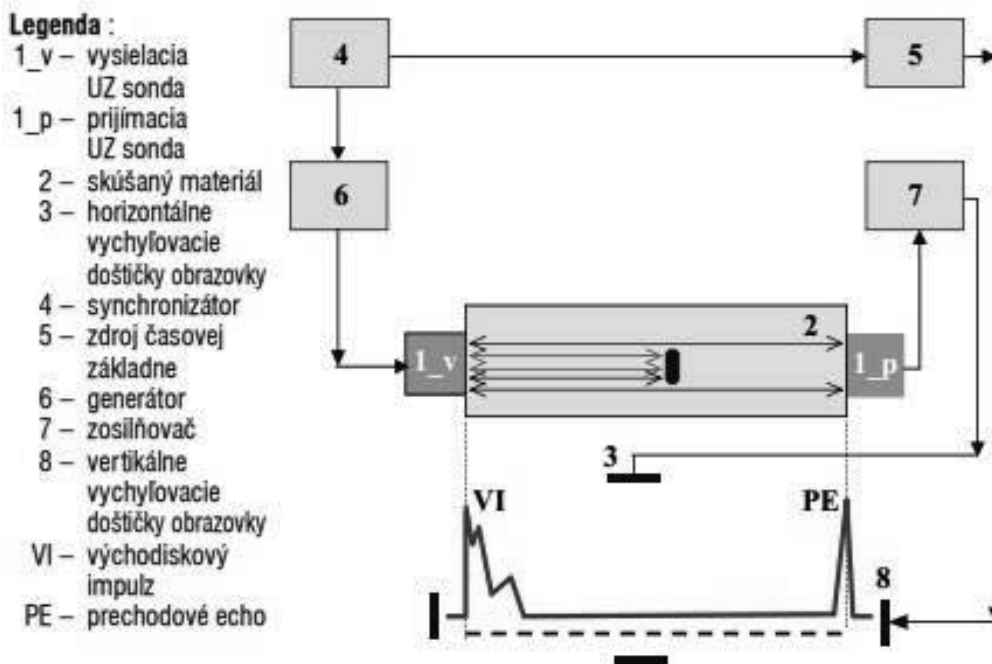 Legenda :
1_v – vysielacia
UZ sonda
1_p – prijímacia
UZ sonda
2 – skúšaný materiál
3 – horizontálne
vychyľovacie
doštičky obrazovky
4 – synchronizátor
5 – zdroj časovej
základne
6 – generátor
7 – zosilňovač
8 – vertikálne
vychyľovacie
doštičky obrazovky
VI – východiskový
impulz
PE – prechodové echo
4
5
6
7
2
1_v
1_p
3
VI
PE
8